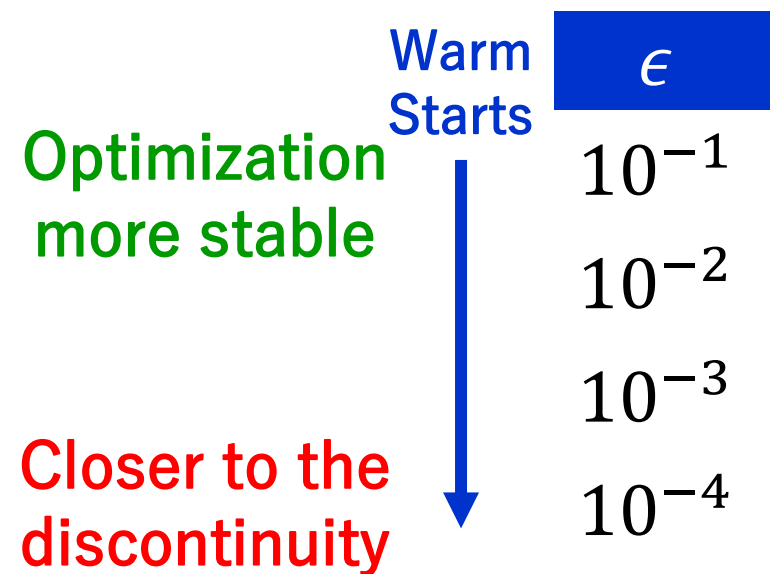 Warm
Starts
Optimization
more stable
Closer to the
discontinuity
ϵ
10⁻¹
10⁻²
10⁻³
10⁻⁴